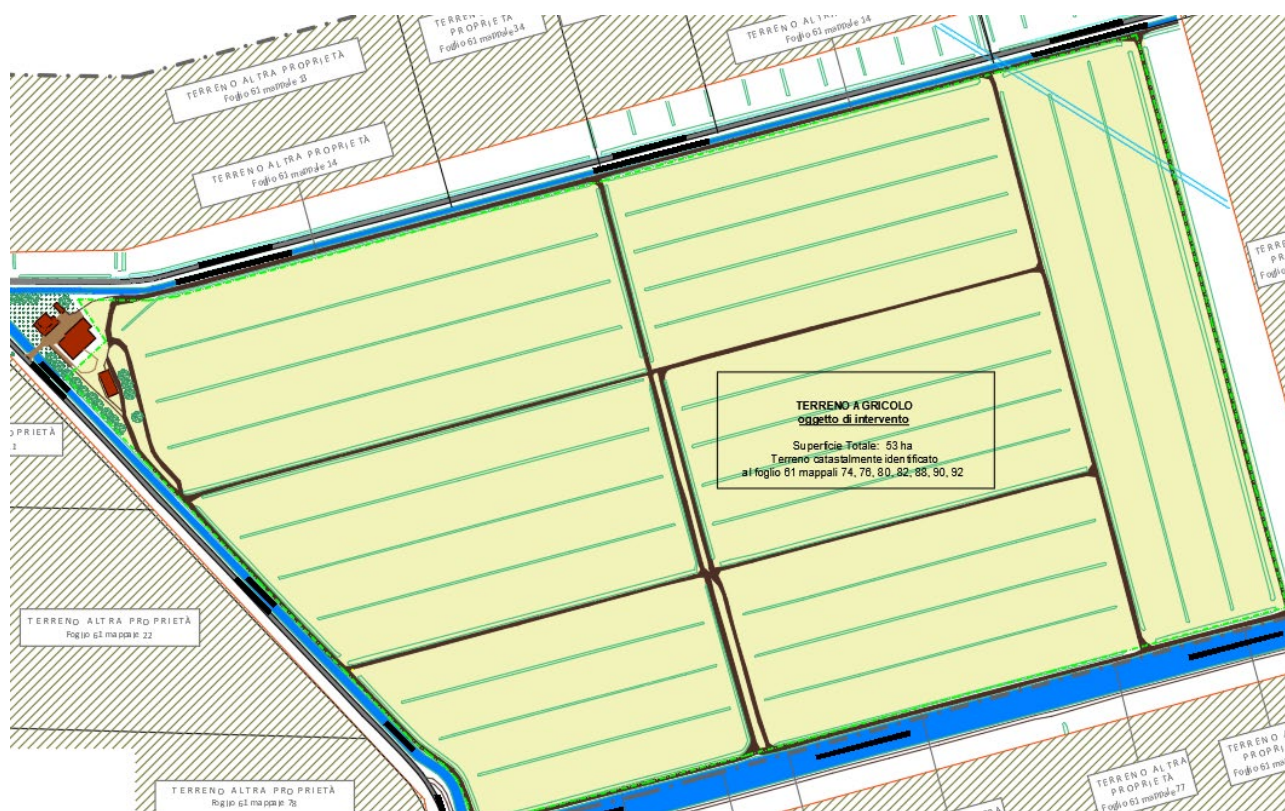 TERRENO ALTRA
PROPRIETÀ
Foglio 61 mappale 34
TERRENO ALTRA
Foglio 61 mappale 14
TERRENO ALTRA PROPRIETÀ
Foglio 61 mappale 13
TERRENO ALTRA PROPRIETÀ
Foglio 61 mappale 14
TERRENO AGRICOLO
oggetto di intervento
Superficie Totale: 53 ha
Terreno catastalmente identificato
al foglio 61 mappali 74, 76, 80, 82, 88, 90, 92
TERRENO ALTRA PROPRIETÀ
Foglio 61 mappale 22
TERRENO ALTRA PROPRIETÀ
Foglio 61 mappale 78
TERRENO ALTRA
PROPRIETÀ
Foglio 61 mappale 77
TERRENO
Foglio 61